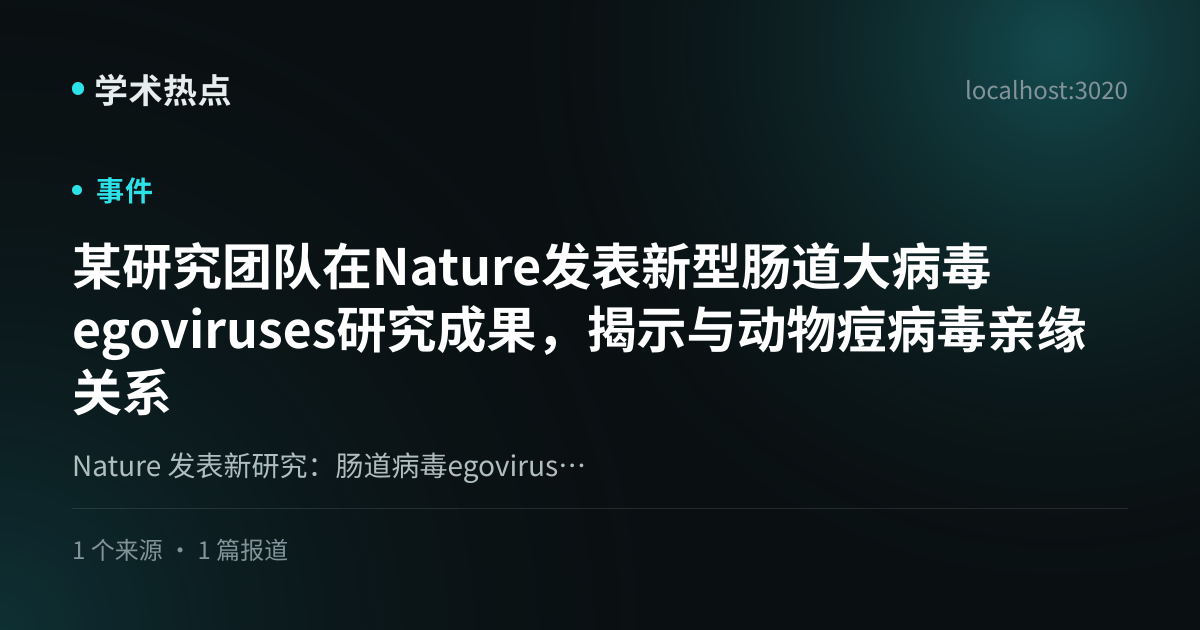 学术热点
localhost:3020
事件
某研究团队在Nature发表新型肠道大病毒
egoviruses研究成果，揭示与动物痘病毒亲缘
关系
Nature 发表新研究：肠道病毒egovirus…
1 个来源 · 1 篇报道